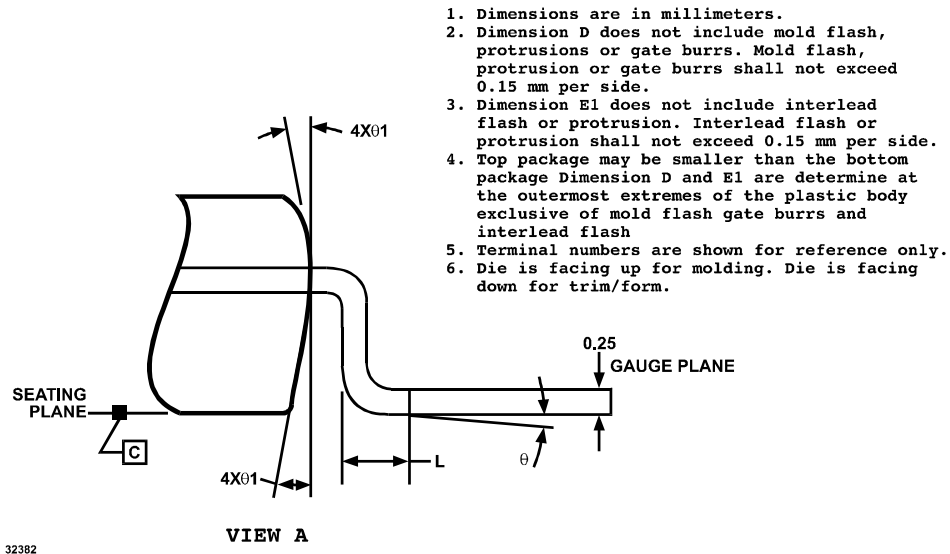 1. Dimensions are in millimeters.
2. Dimension D does not include mold flash,
protrusions or gate burrs. Mold flash,
protrusion or gate burrs shall not exceed
0.15 mm per side.
3. Dimension E1 does not include interlead
flash or protrusion. Interlead flash or
protrusion shall not exceed 0.15 mm per side.
4. Top package may be smaller than the bottom
package Dimension D and E1 are determine at
the outermost extremes of the plastic body
exclusive of mold flash gate burrs and
interlead flash
5. Terminal numbers are shown for reference only.
6. Die is facing up for molding. Die is facing
down for trim/form.
4Xθ1
0.25
GAUGE PLANE
SEATING
PLANE
C
L
θ
4Xθ1
VIEW A
32382